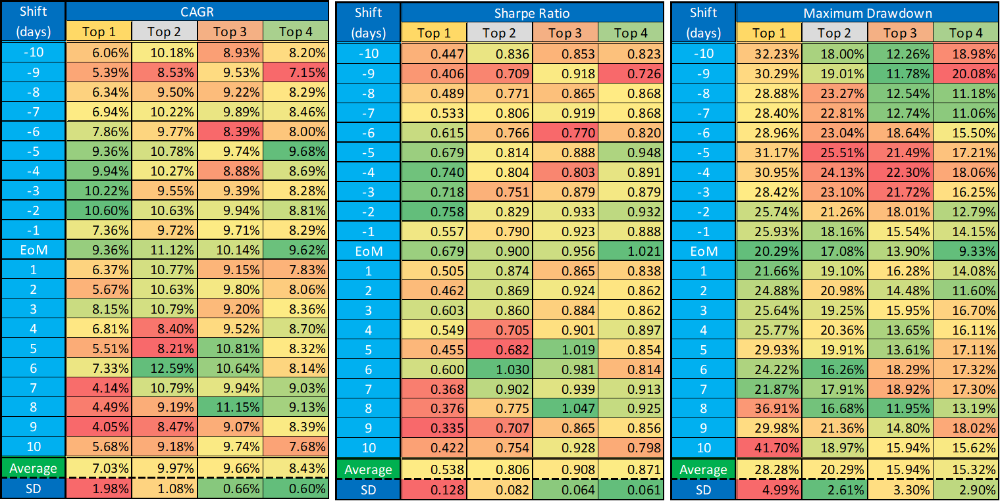 Shift (days) CAGR
Top 1 Top 2 Top 3 Top 4
-10 6.06% 10.18% 8.93% 8.20%
-9 5.39% 8.53% 9.53% 7.15%
-8 6.34% 9.50% 9.22% 8.29%
-7 6.94% 10.22% 9.89% 8.46%
-6 7.86% 9.77% 8.39% 8.00%
-5 9.36% 10.78% 9.74% 9.68%
-4 9.94% 10.27% 8.88% 8.69%
-3 10.22% 9.55% 9.39% 8.28%
-2 10.60% 10.63% 9.94% 8.81%
-1 7.36% 9.72% 9.71% 8.29%
EoM 9.36% 11.12% 10.14% 9.62%
1 6.37% 10.77% 9.15% 7.83%
2 5.67% 10.63% 9.80% 8.06%
3 8.15% 10.79% 9.20% 8.36%
4 6.81% 8.40% 9.52% 8.70%
5 5.51% 8.21% 10.81% 8.32%
6 7.33% 12.59% 10.64% 8.14%
7 4.14% 10.79% 9.94% 9.03%
8 4.49% 9.19% 11.15% 9.13%
9 4.05% 8.47% 9.07% 8.39%
10 5.68% 9.18% 9.74% 7.68%
Average 7.03% 9.97% 9.66% 8.43%
SD 1.98% 1.08% 0.66% 0.60%
Shift (days) Sharpe Ratio
Top 1 Top 2 Top 3 Top 4
-10 0.447 0.836 0.853 0.823
-9 0.406 0.709 0.918 0.726
-8 0.489 0.771 0.865 0.868
-7 0.533 0.806 0.919 0.868
-6 0.615 0.766 0.770 0.820
-5 0.679 0.814 0.888 0.948
-4 0.740 0.804 0.803 0.891
-3 0.718 0.751 0.879 0.879
-2 0.758 0.829 0.933 0.932
-1 0.557 0.790 0.923 0.888
EoM 0.679 0.900 0.956 1.021
1 0.505 0.874 0.865 0.838
2 0.462 0.869 0.924 0.862
3 0.603 0.860 0.884 0.862
4 0.549 0.705 0.901 0.897
5 0.455 0.682 1.019 0.854
6 0.600 1.030 0.981 0.814
7 0.368 0.902 0.939 0.913
8 0.376 0.775 1.047 0.925
9 0.335 0.707 0.865 0.856
10 0.422 0.754 0.928 0.798
Average 0.538 0.806 0.908 0.871
SD 0.128 0.082 0.064 0.061
Shift (days) Maximum Drawdown
Top 1 Top 2 Top 3 Top 4
-10 32.23% 18.00% 12.26% 18.98%
-9 30.29% 19.01% 11.78% 20.08%
-8 28.88% 23.27% 12.54% 11.18%
-7 28.40% 22.81% 12.74% 11.06%
-6 28.96% 23.04% 18.64% 15.50%
-5 31.17% 25.51% 21.49% 17.21%
-4 30.95% 24.13% 22.30% 18.06%
-3 28.42% 23.10% 21.72% 16.25%
-2 25.74% 21.26% 18.01% 12.79%
-1 25.93% 18.16% 15.54% 14.15%
EoM 20.29% 17.08% 13.90% 9.33%
1 21.66% 19.10% 16.28% 14.08%
2 24.88% 20.98% 14.48% 11.60%
3 25.64% 19.25% 15.95% 16.70%
4 25.77% 20.36% 13.65% 16.11%
5 29.93% 19.91% 13.61% 17.11%
6 24.22% 16.26% 18.29% 17.32%
7 21.87% 17.91% 18.92% 17.30%
8 36.91% 16.68% 11.95% 13.19%
9 29.98% 21.36% 14.80% 18.02%
10 41.70% 18.97% 15.94% 15.62%
Average 28.28% 20.29% 15.94% 15.32%
SD 4.99% 2.61% 3.30% 2.90%